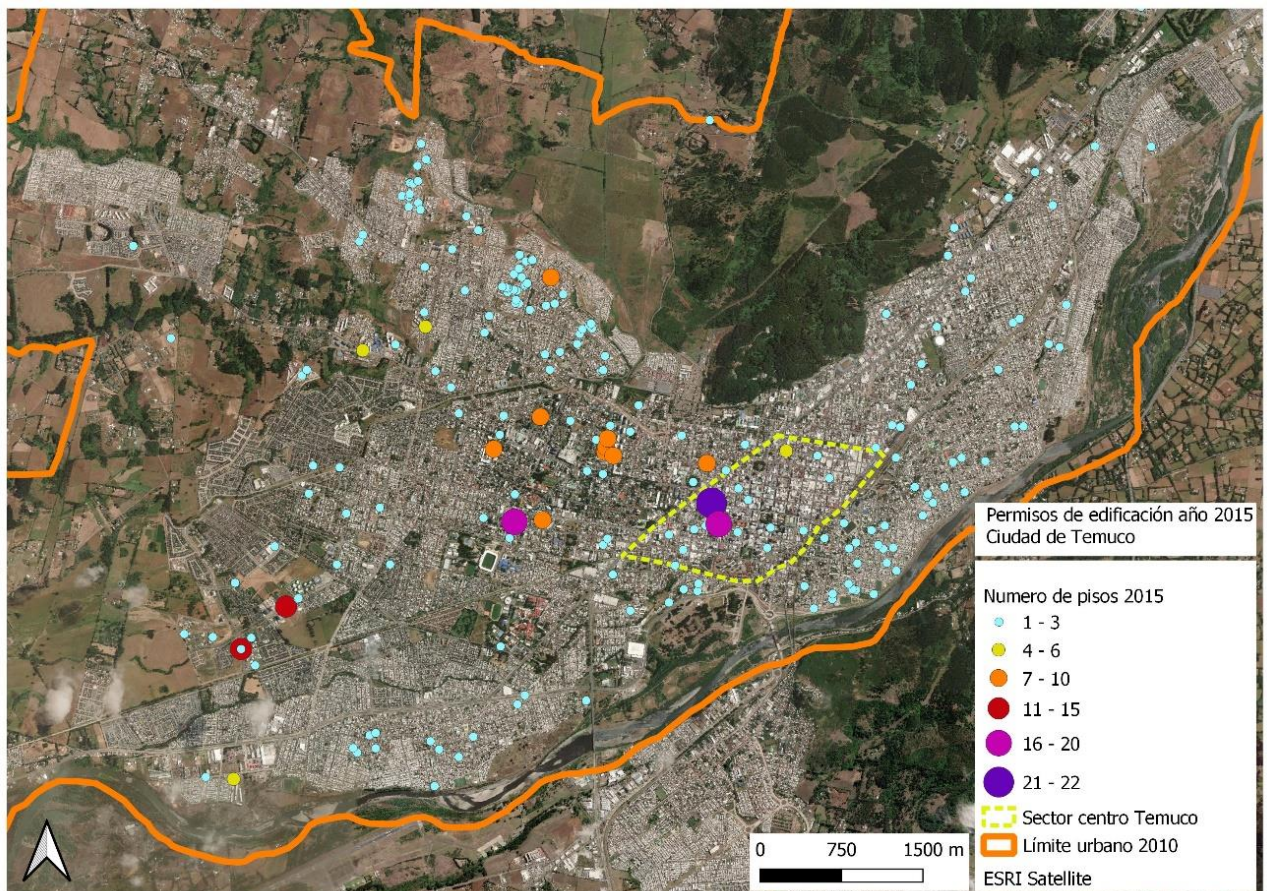 Permisos de edificación año 2015
Ciudad de Temuco
Numero de pisos 2015
1 - 3
4 - 6
7 - 10
11 - 15
16 - 20
21 - 22
Sector centro Temuco
Límite urbano 2010
ESRI Satellite
0 750 1500 m